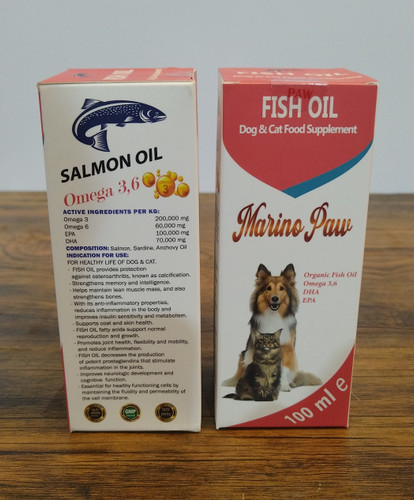 FISH OIL
SALMON OIL
Omega 3,6
3
ACTIVE INGREDIENTS PER KG:
Omega 3 200,000 mg
Omega 6 60,000 mg
EPA 100,000 mg
DHA 70,000 mg
COMPOSITION: Salmon, Sardine, Anchovy Oil
INDICATION FOR USE:
FOR HEALTHY LIFE OF DOG & CAT.
- FISH OIL provides protection
against osteoarthritis, known as calcification.
- Strengthens memory and intelligence.
- Helps maintain lean muscle mass, and also
strengthens bones.
- With its anti-inflammatory properties,
reduces inflammation in the body and
improves insulin sensitivity and metabolism.
- Supports coat and skin health.
- FISH OIL fatty acids support normal
reproduction and growth.
- Promotes joint health, flexibility and mobility,
and reduce inflammation.
- FISH OIL decreases the production
of potent prostaglandins that stimulate
inflammation in the joints.
- Improves neurologic development and
cognitive function.
- Essential for healthy functioning cells by
maintaining the fluidity and permeability of
the cell membrane.
GMP
FISH OIL
PAW
FISH OIL
Dog & Cat Food Supplement
Marino Paw
Organic Fish Oil
Omega 3,6
DHA
EPA
100 ml e